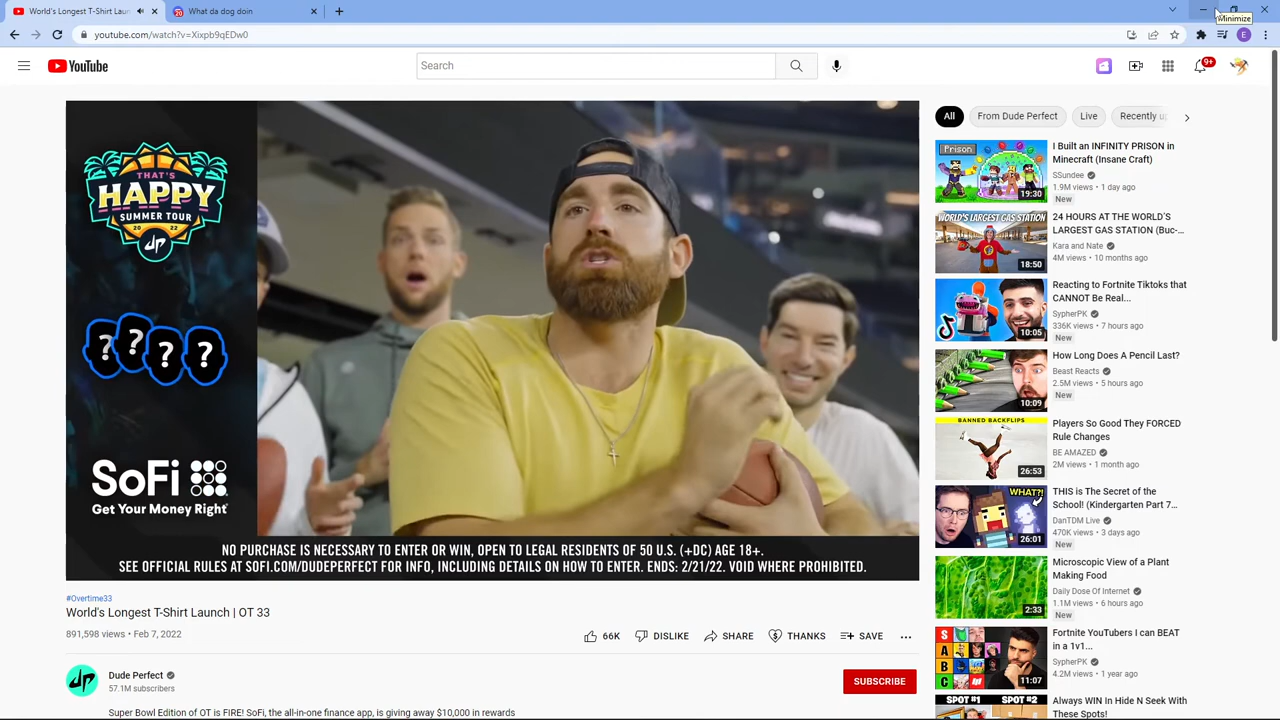 World's Longest T-Shirt Launch
20
What da dog doin
Minimize
youtube.com/watch?v=Xixpb9qEDw0
E
YouTube
Search
9+
THAT'S
HAPPY
SUMMER TOUR
20 22
dp
? ? ? ?
SoFi
Get Your Money Right
NO PURCHASE IS NECESSARY TO ENTER OR WIN, OPEN TO LEGAL RESIDENTS OF 50 U.S. (+DC) AGE 18+.
SEE OFFICIAL RULES AT SOFI.COM/DUDEPERFECT FOR INFO, INCLUDING DETAILS ON HOW TO ENTER. ENDS: 2/21/22. VOID WHERE PROHIBITED.
#Overtime33
World's Longest T-Shirt Launch | OT 33
891,598 views • Feb 7, 2022
66K
DISLIKE
SHARE
THANKS
SAVE
dp
Dude Perfect
57.1M subscribers
SUBSCRIBE
Super Bowl Edition of OT is FIRE! SoFi, the all-in-one finance app, is giving away $10,000 in rewards
All
From Dude Perfect
Live
Recently u
Prison
19:30
I Built an INFINITY PRISON in
Minecraft (Insane Craft)
SSundee
1.9M views • 1 day ago
New
WORLD'S LARGEST GAS STATION
18:50
24 HOURS AT THE WORLD'S
LARGEST GAS STATION (Buc-...
Kara and Nate
4M views • 10 months ago
10:05
Reacting to Fortnite Tiktoks that
CANNOT Be Real...
SypherPK
336K views • 7 hours ago
New
10:09
How Long Does A Pencil Last?
Beast Reacts
2.5M views • 5 hours ago
New
BANNED BACKFLIPS
26:53
Players So Good They FORCED
Rule Changes
BE AMAZED
2M views • 1 month ago
WHAT?!
26:01
THIS is The Secret of the
School! (Kindergarten Part 7...
DanTDM Live
470K views • 3 days ago
New
2:33
Microscopic View of a Plant
Making Food
Daily Dose Of Internet
1.1M views • 6 hours ago
New
S
A
B
C
11:07
Fortnite YouTubers I can BEAT
in a 1v1...
SypherPK
4.2M views • 1 year ago
SPOT #1 SPOT #2
Always WIN In Hide N Seek With
These Spots!